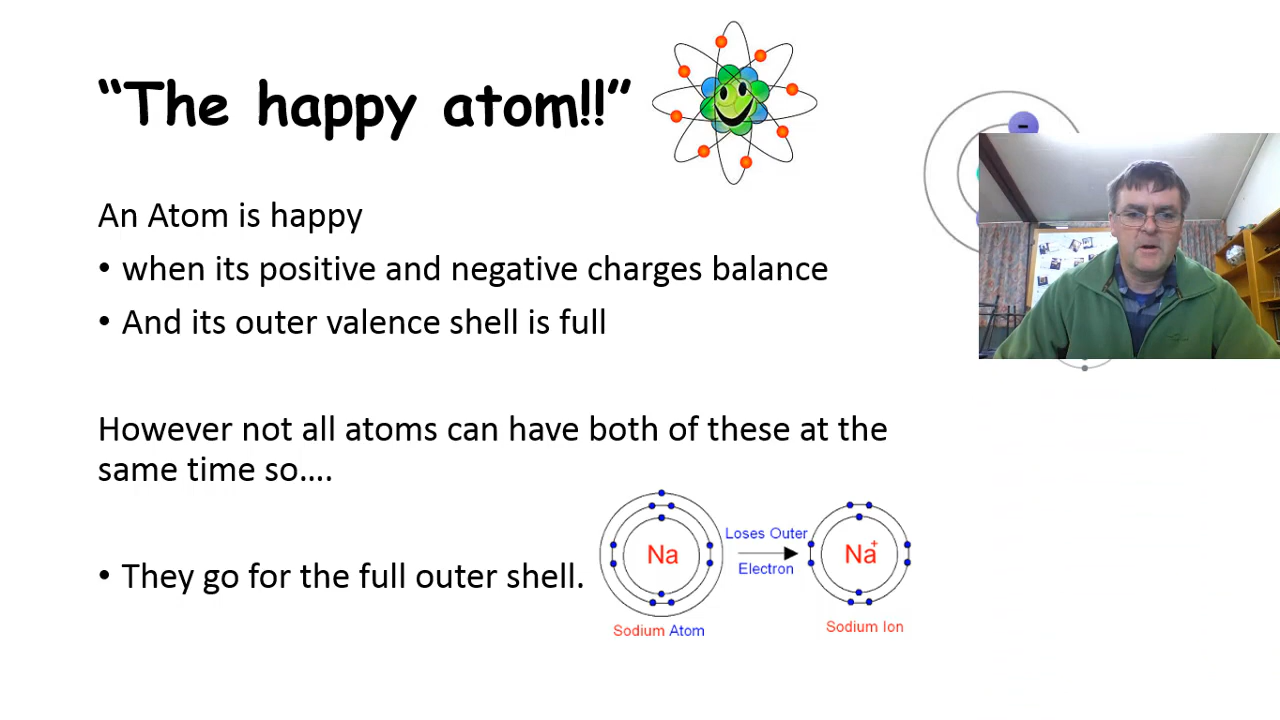 “The happy atom!!”
-
An Atom is happy
• when its positive and negative charges balance
• And its outer valence shell is full
However not all atoms can have both of these at the
same time so....
• They go for the full outer shell.
Na
Loses Outer
Electron
Na+
Sodium Atom
Sodium Ion